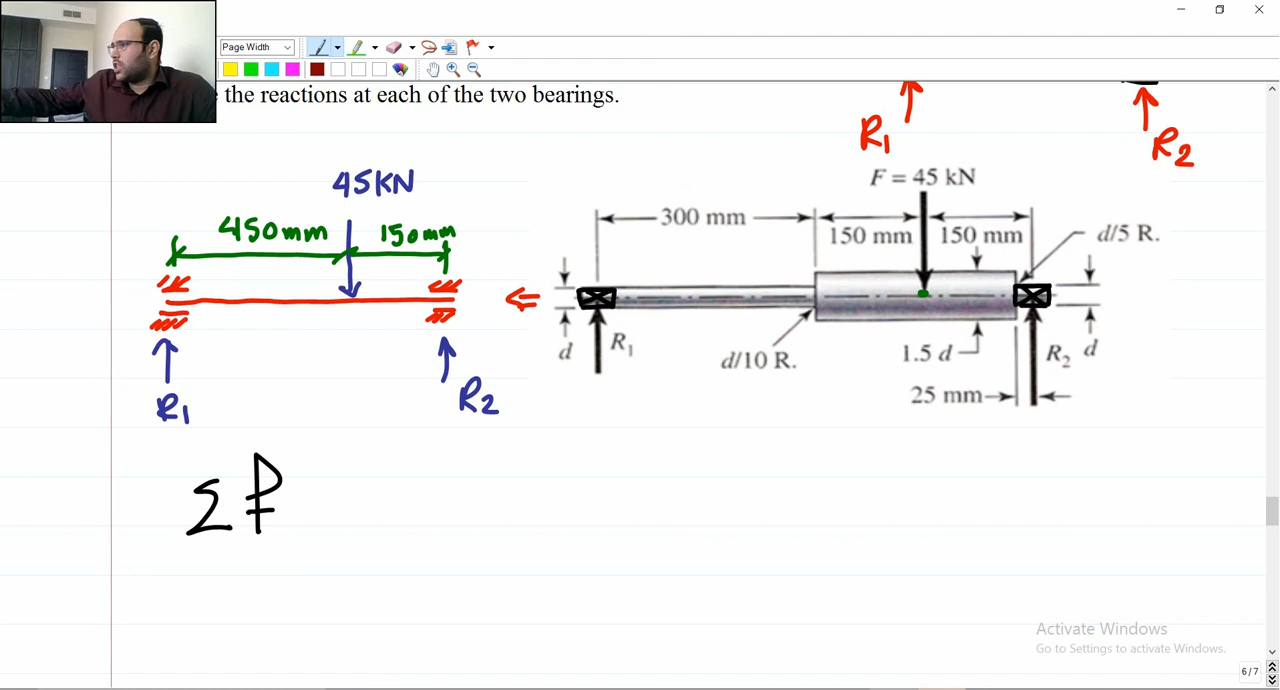 Page Width
the reactions at each of the two bearings.
R1
R2
45KN
450mm
150mm
R1
R2
F = 45 kN
300 mm
150 mm
150 mm
d/5 R.
d
R1
d/10 R.
1.5 d
R2
d
25 mm
Σ F
Activate Windows
Go to Settings to activate Windows.
6/7